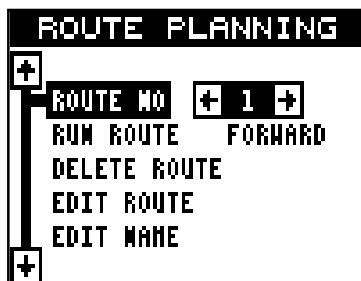 ROUTE PLANNING
ROUTE NO 1
RUN ROUTE FORWARD
DELETE ROUTE
EDIT ROUTE
EDIT NAME